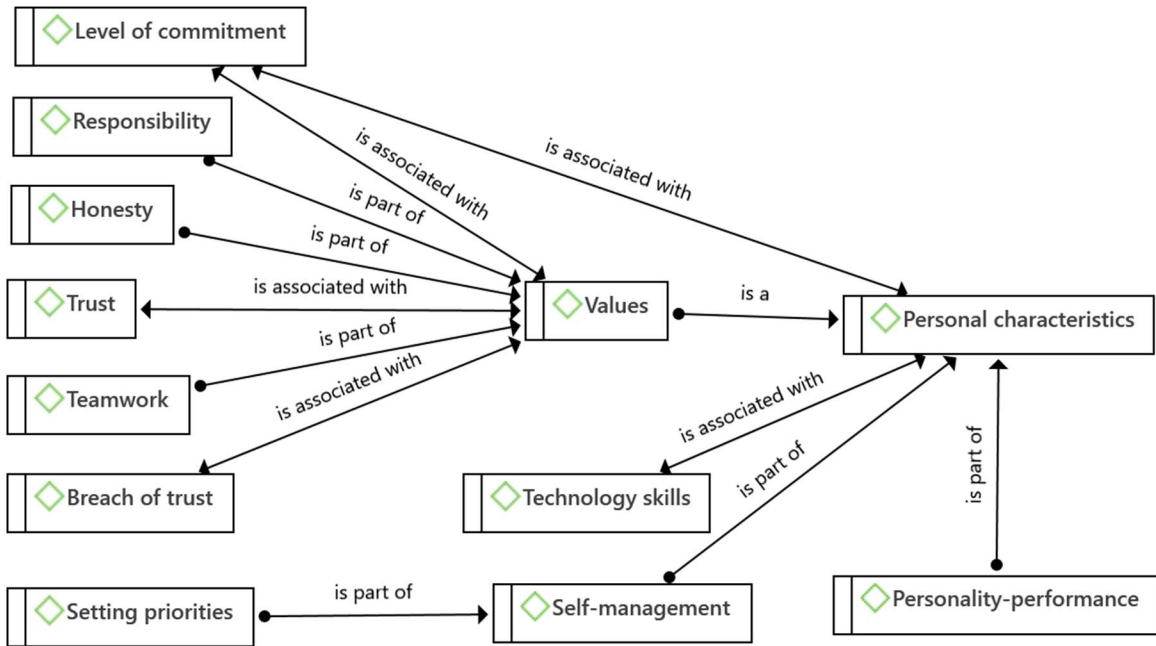 Level of commitment
Responsibility
is associated with
is associated with
is part of
Honesty
is part of
Trust
is associated with
Values
is a
Personal characteristics
is part of
Teamwork
is associated with
is associated with
is part of
Breach of trust
Technology skills
is part of
Setting priorities
is part of
Self-management
Personality-performance